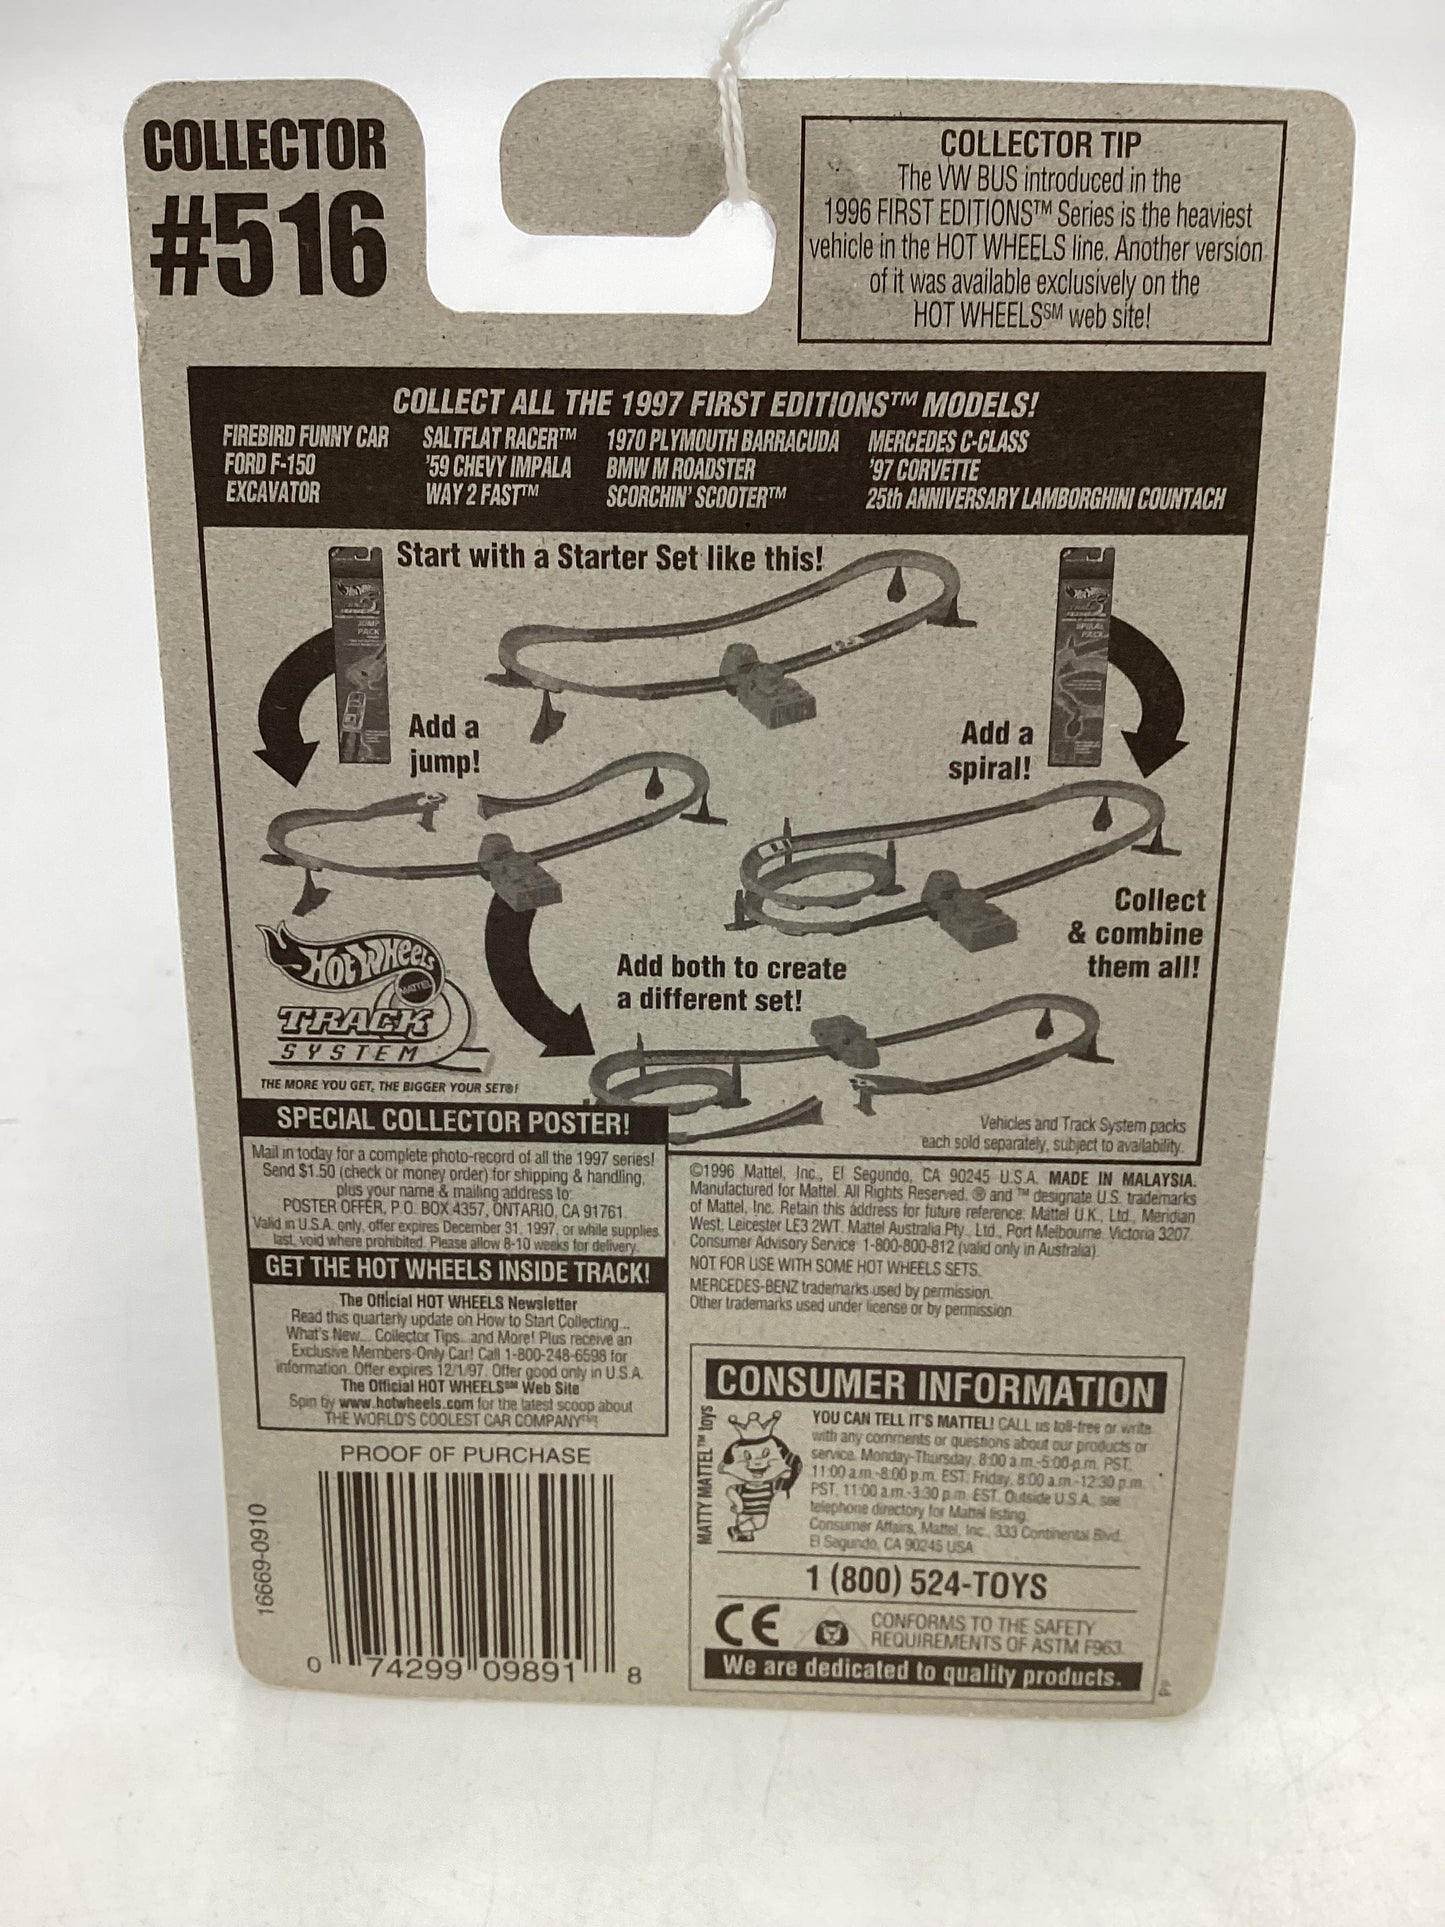 COLLECTOR
#516
COLLECTOR TIP
The VW BUS introduced in the
1996 FIRST EDITIONS™ Series is the heaviest
vehicle in the HOT WHEELS line. Another version
of it was available exclusively on the
HOT WHEELS℠ web site!
COLLECT ALL THE 1997 FIRST EDITIONS™ MODELS!
FIREBIRD FUNNY CAR
FORD F-150
EXCAVATOR
SALTFLAT RACER™
'59 CHEVY IMPALA
WAY 2 FAST™
1970 PLYMOUTH BARRACUDA
BMW M ROADSTER
SCORCHIN' SCOOTER™
MERCEDES C-CLASS
'97 CORVETTE
25th ANNIVERSARY LAMBORGHINI COUNTACH
Start with a Starter Set like this!
JUMP
PACK
SPIRAL
PACK
Add a
jump!
Add a
spiral!
Collect
& combine
them all!
Add both to create
a different set!
HOT WHEELS
MATTEL
TRACK
SYSTEM
THE MORE YOU GET, THE BIGGER YOUR SET®!
Vehicles and Track System packs
each sold separately, subject to availability.
SPECIAL COLLECTOR POSTER!
Mail in today for a complete photo-record of all the 1997 series!
Send $1.50 (check or money order) for shipping & handling,
plus your name & mailing address to:
POSTER OFFER, P.O. BOX 4357, ONTARIO, CA 91761.
Valid in U.S.A. only, offer expires December 31, 1997, or while supplies
last, void where prohibited. Please allow 8-10 weeks for delivery.
GET THE HOT WHEELS INSIDE TRACK!
The Official HOT WHEELS Newsletter
Read this quarterly update on How to Start Collecting...
What's New... Collector Tips...and More! Plus receive an
Exclusive Members-Only Car! Call 1-800-248-6598 for
information. Offer expires 12/1/97. Offer good only in U.S.A.
The Official HOT WHEELS℠ Web Site
Spin by www.hotwheels.com for the latest scoop about
THE WORLD'S COOLEST CAR COMPANY™!
©1996 Mattel, Inc., El Segundo, CA 90245 U.S.A. MADE IN MALAYSIA.
Manufactured for Mattel. All Rights Reserved. ® and ™ designate U.S. trademarks
of Mattel, Inc. Retain this address for future reference: Mattel U.K., Ltd., Meridian
West, Leicester LE3 2WT. Mattel Australia Pty., Ltd., Port Melbourne, Victoria 3207.
Consumer Advisory Service 1-800-800-812 (valid only in Australia).
NOT FOR USE WITH SOME HOT WHEELS SETS.
MERCEDES-BENZ trademarks used by permission.
Other trademarks used under license or by permission.
PROOF OF PURCHASE
16669-0910
0 74299 09891 8
CONSUMER INFORMATION
MATTY MATTEL™ toys
YOU CAN TELL IT'S MATTEL! CALL us toll-free or write
with any comments or questions about our products or
service. Monday-Thursday, 8:00 a.m.-5:00 p.m. PST,
11:00 a.m.-8:00 p.m. EST; Friday, 8:00 a.m.-12:30 p.m.
PST, 11:00 a.m.-3:30 p.m. EST. Outside U.S.A., see
telephone directory for Mattel listing.
Consumer Affairs, Mattel, Inc., 333 Continental Blvd.,
El Segundo, CA 90245 USA
1 (800) 524-TOYS
CE
CONFORMS TO THE SAFETY
REQUIREMENTS OF ASTM F963.
We are dedicated to quality products.